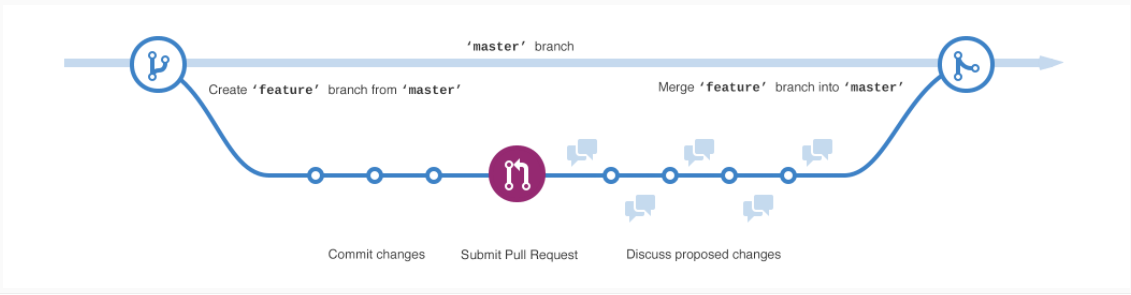 ‘master’ branch
Create ‘feature’ branch from ‘master’
Merge ‘feature’ branch into ‘master’
Commit changes
Submit Pull Request
Discuss proposed changes